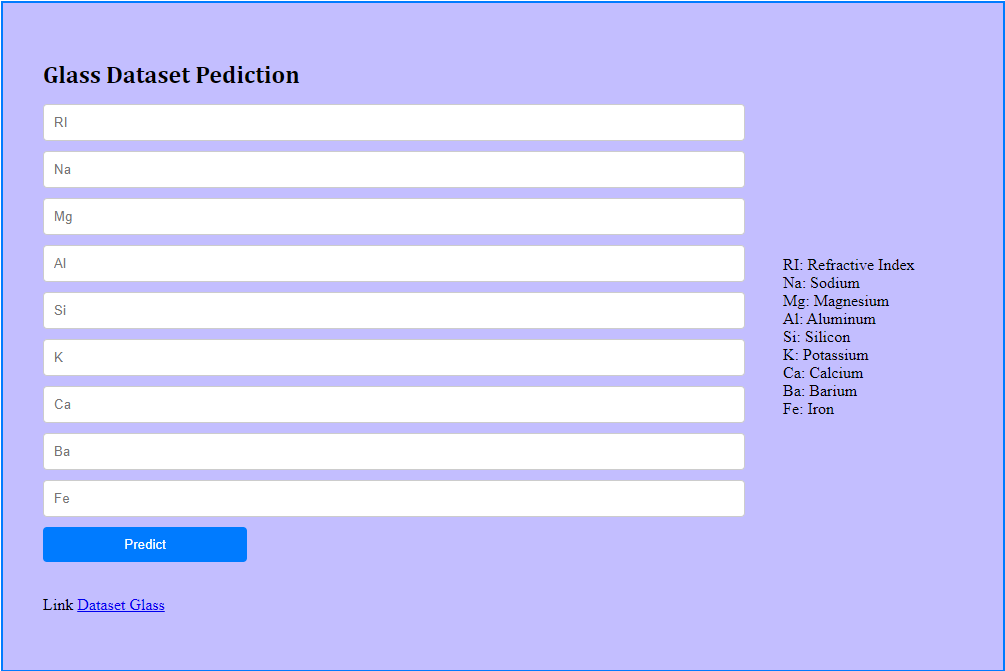 Glass Dataset Pediction
RI
Na
Mg
Al
Si
K
Ca
Ba
Fe
Predict
RI: Refractive Index
Na: Sodium
Mg: Magnesium
Al: Aluminum
Si: Silicon
K: Potassium
Ca: Calcium
Ba: Barium
Fe: Iron
Link Dataset Glass